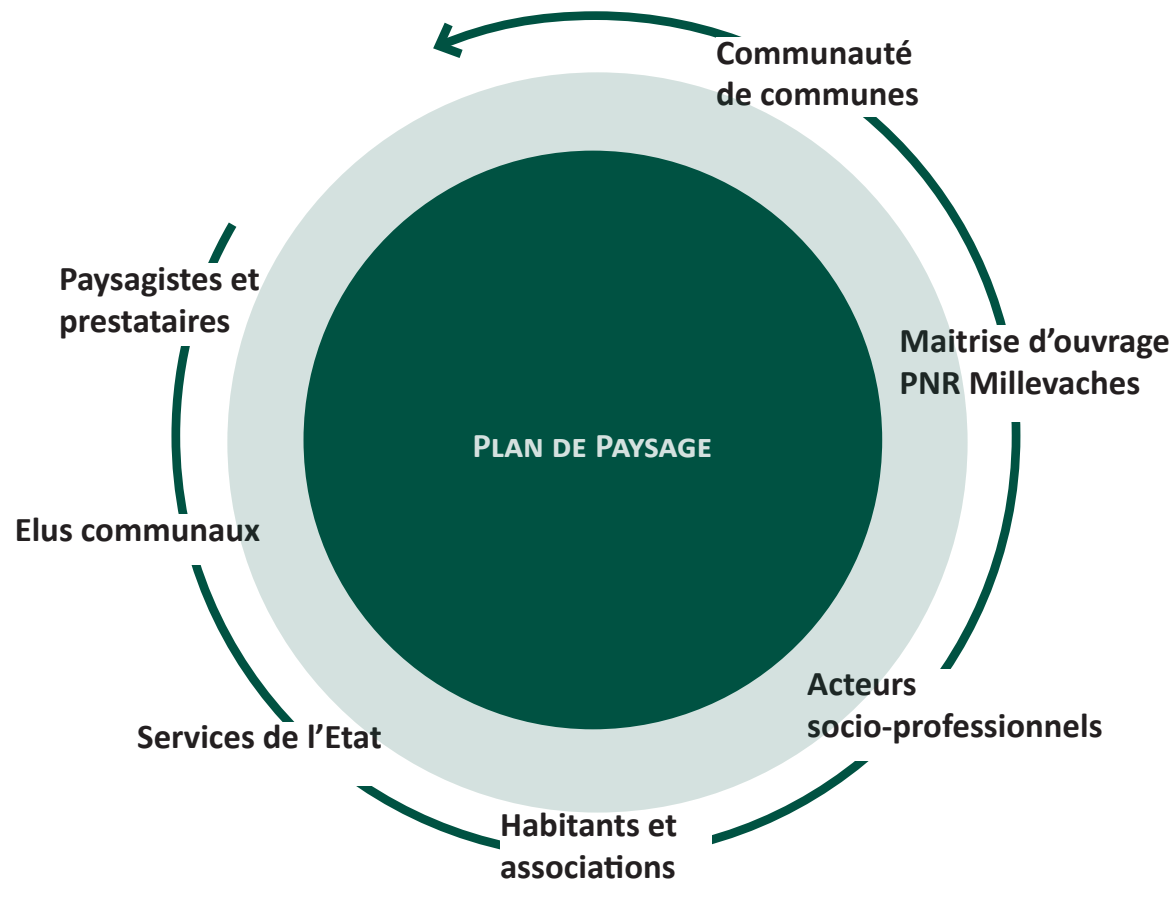 Communauté
de communes
Paysagistes et
prestataires
Maitrise d’ouvrage
PNR Millevaches
Plan de Paysage
Elus communaux
Acteurs
socio-professionnels
Services de l’Etat
Habitants et
associations